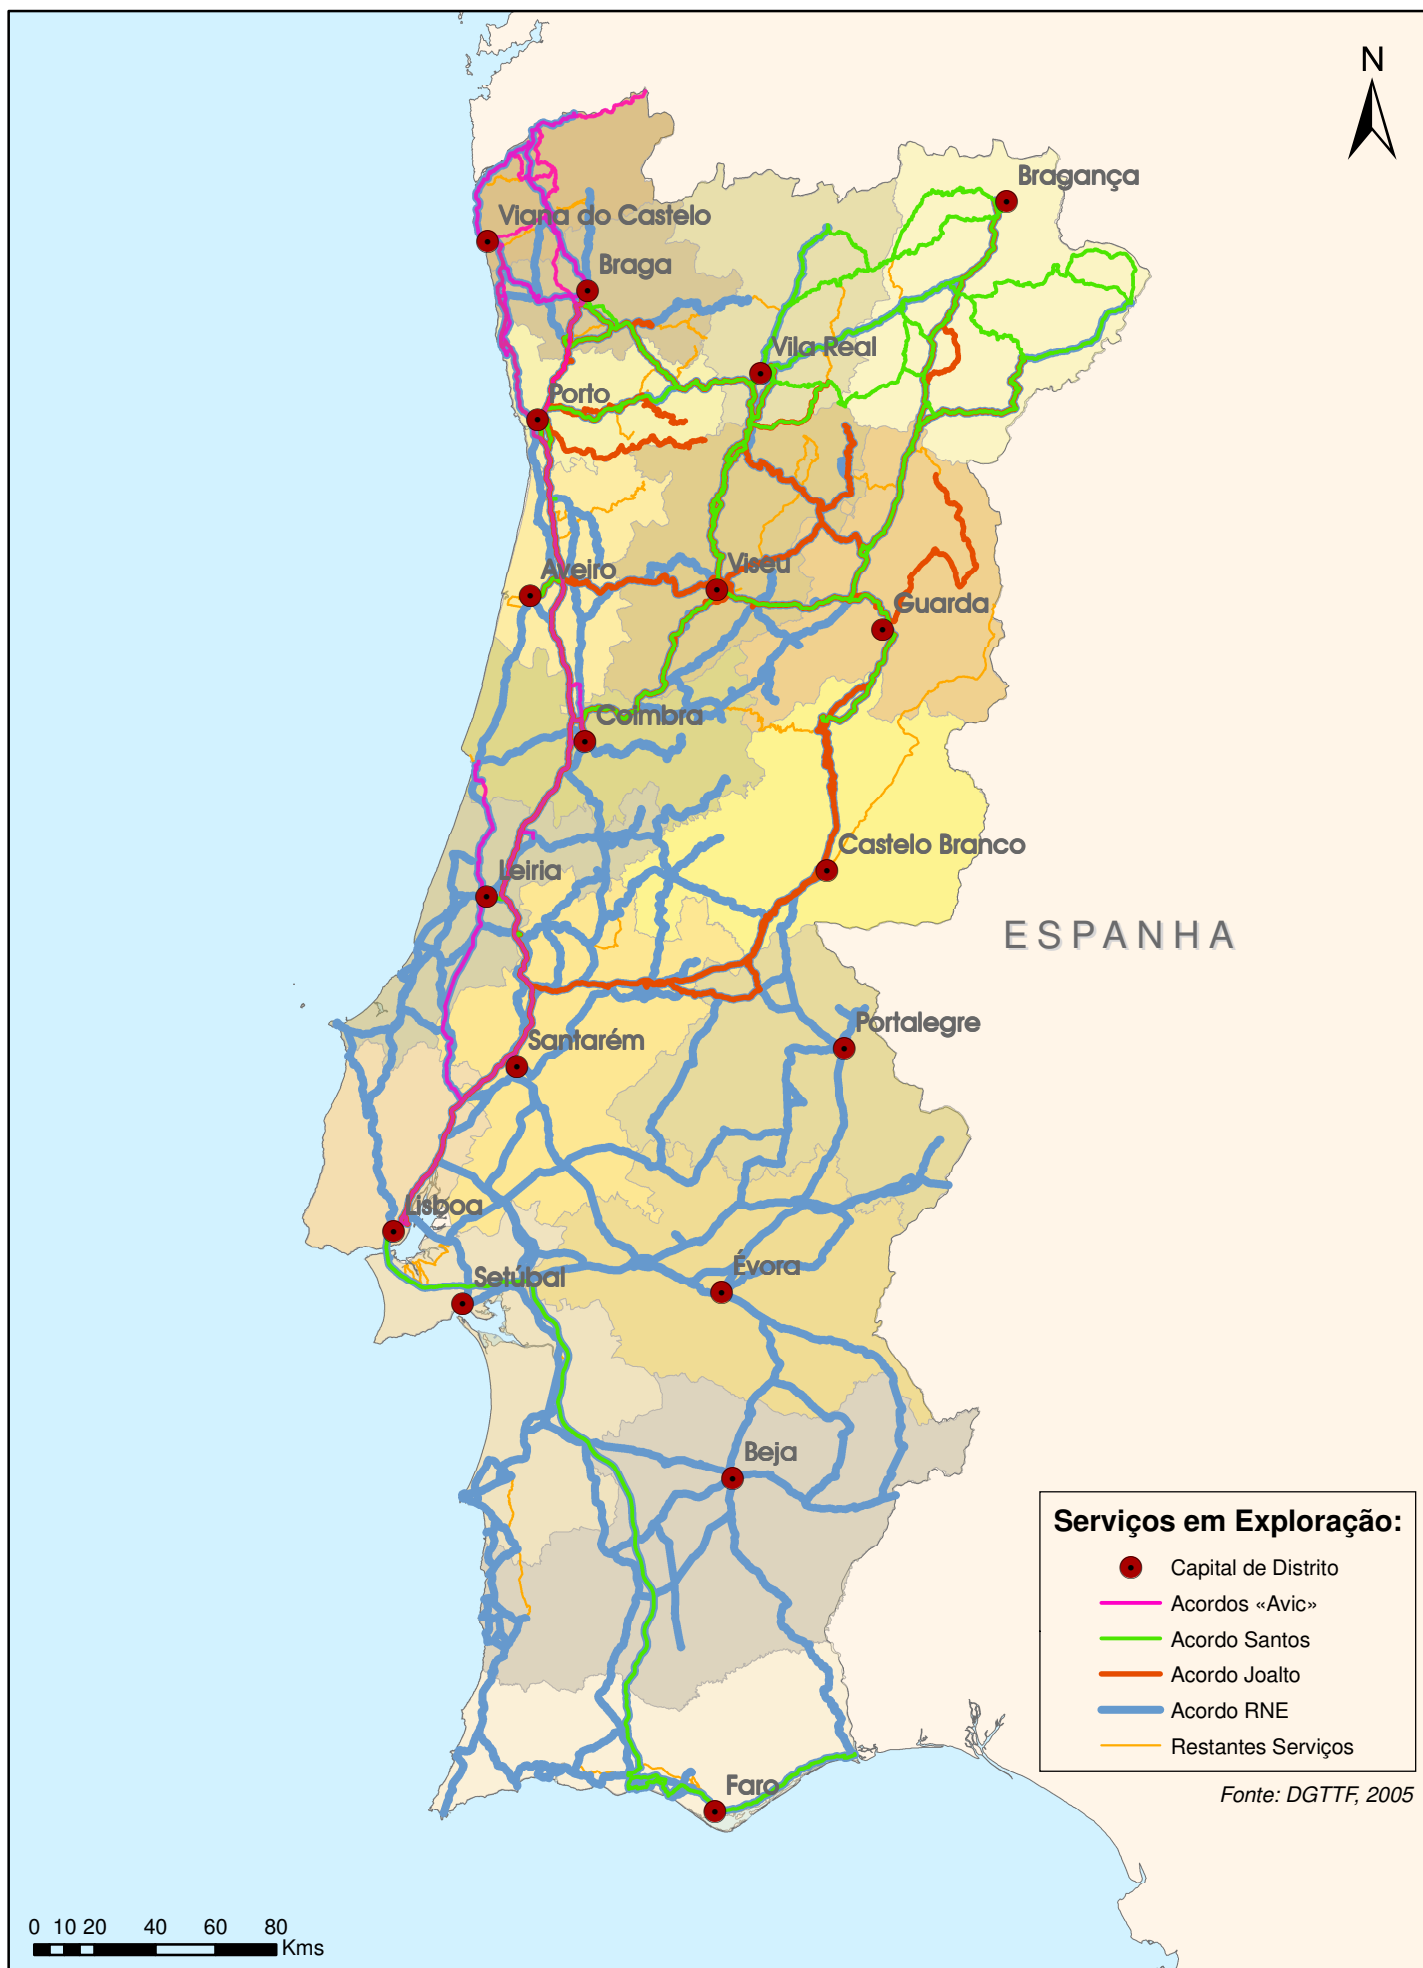 N
Bragança
Viana do Castelo
Braga
Vila Real
Porto
Viseu
Aveiro
Guarda
Coimbra
Castelo Branco
Leiria
ESPANHA
Portalegre
Santarém
Lisboa
Évora
Setúbal
Beja
Faro
Serviços em Exploração:
Capital de Distrito
Acordos «Avic»
Acordo Santos
Acordo Joalto
Acordo RNE
Restantes Serviços
Fonte: DGTTF, 2005
0 10 20 40 60 80
Kms